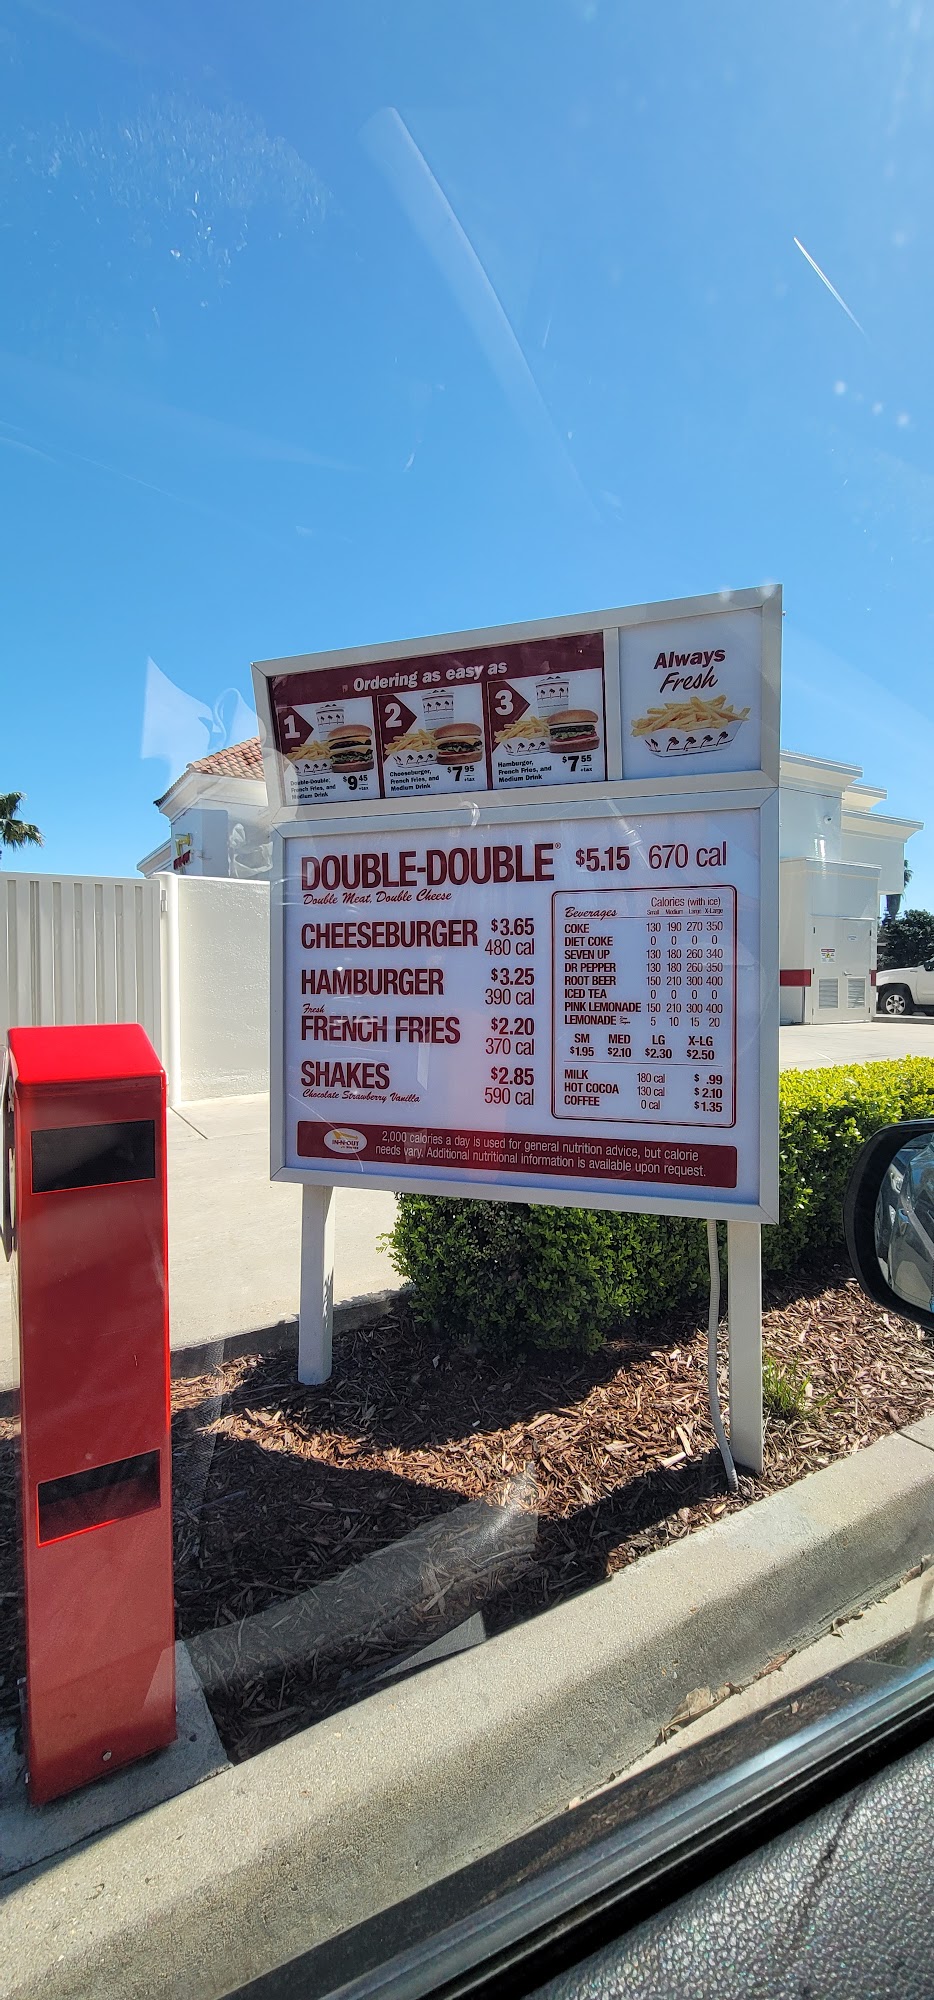 Ordering as easy as
1
Double-Double,
French Fries, and
Medium Drink
$9.45
+tax
2
Cheeseburger,
French Fries, and
Medium Drink
$7.95
+tax
3
Hamburger,
French Fries, and
Medium Drink
$7.55
+tax
Always
Fresh
DOUBLE-DOUBLE® $5.15 670 cal
Double Meat, Double Cheese
CHEESEBURGER $3.65
480 cal
HAMBURGER $3.25
390 cal
Fresh
FRENCH FRIES $2.20
370 cal
SHAKES $2.85
Chocolate Strawberry Vanilla 590 cal
Beverages
Calories (with ice)
Small Medium Large X-Large
COKE 130 190 270 350
DIET COKE 0 0 0 0
SEVEN UP 130 180 260 340
DR PEPPER 130 180 260 350
ROOT BEER 150 210 300 400
ICED TEA 0 0 0 0
PINK LEMONADE 150 210 300 400
LEMONADE 5 10 15 20
SM MED LG X-LG
$1.95 $2.10 $2.30 $2.50
MILK 180 cal $ .99
HOT COCOA 130 cal $2.10
COFFEE 0 cal $1.35
IN-N-OUT
2,000 calories a day is used for general nutrition advice, but calorie
needs vary. Additional nutritional information is available upon request.